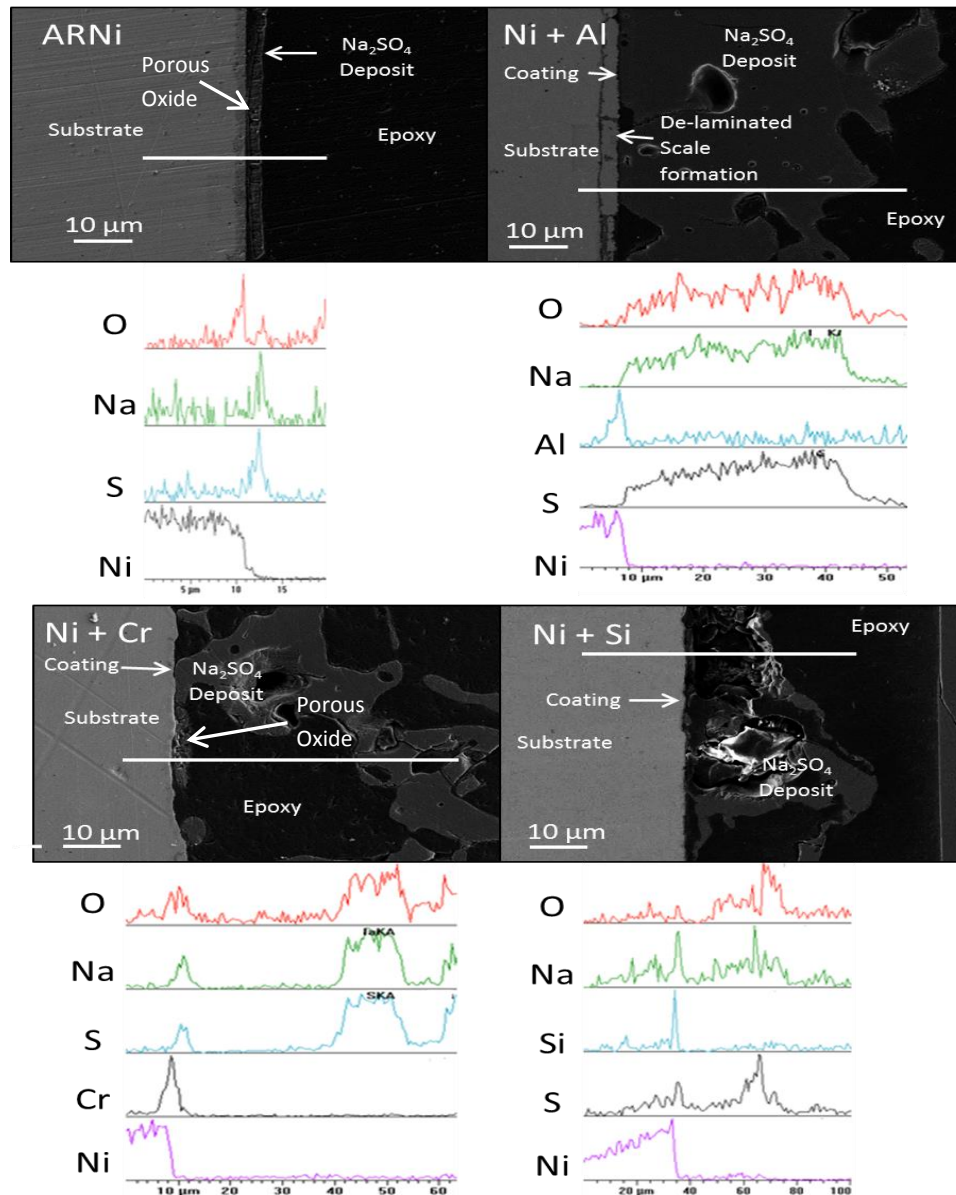 ARNi
Na₂SO₄
Deposit
Porous
Oxide
Substrate
Epoxy
10 µm
Ni + Al
Na₂SO₄
Deposit
Coating
De-laminated
Scale
formation
Substrate
Epoxy
10 µm
O
Na
S
Ni
5 µm 10 15
O
Na
Al
S
Ni
10 µm 20 30 40 50
Ni + Cr
Coating
Na₂SO₄
Deposit
Substrate
Porous
Oxide
Epoxy
10 µm
Ni + Si
Epoxy
Coating
Substrate
Na₂SO₄
Deposit
10 µm
O
Na
S
SKA
Cr
Ni
10 µm 20 30 40 50 60
O
Na
Si
S
Ni
20 µm 40 60 80 100